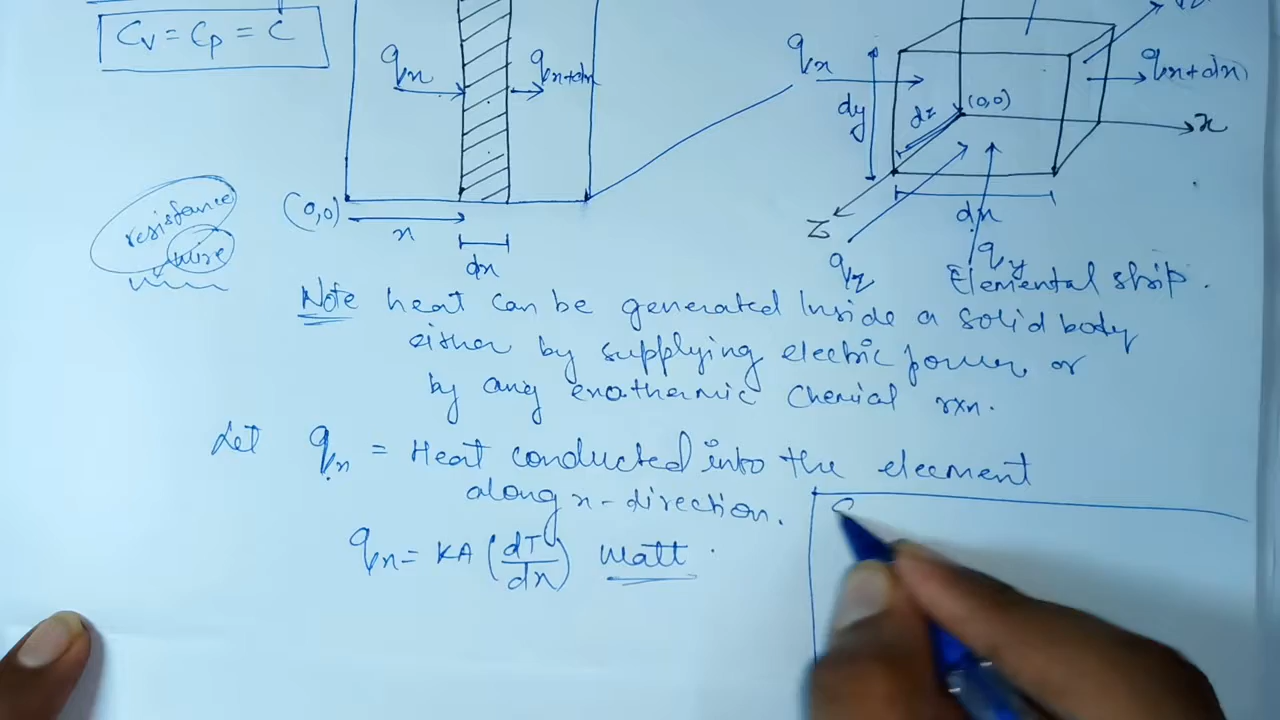 Cv = Cp = C
qx
qx+dx
(0,0)
x
dx
resistance
wire
qx
qx+dx
dy
dz
(0,0)
x
z
dx
qz
qy
Elemental strip.
Note heat can be generated Inside a solid body
either by supplying electric power or
by any exothermic chemical rxn.
Let qx = Heat conducted into the element
along x-direction.
qx = KA (dT/dx) Watt.